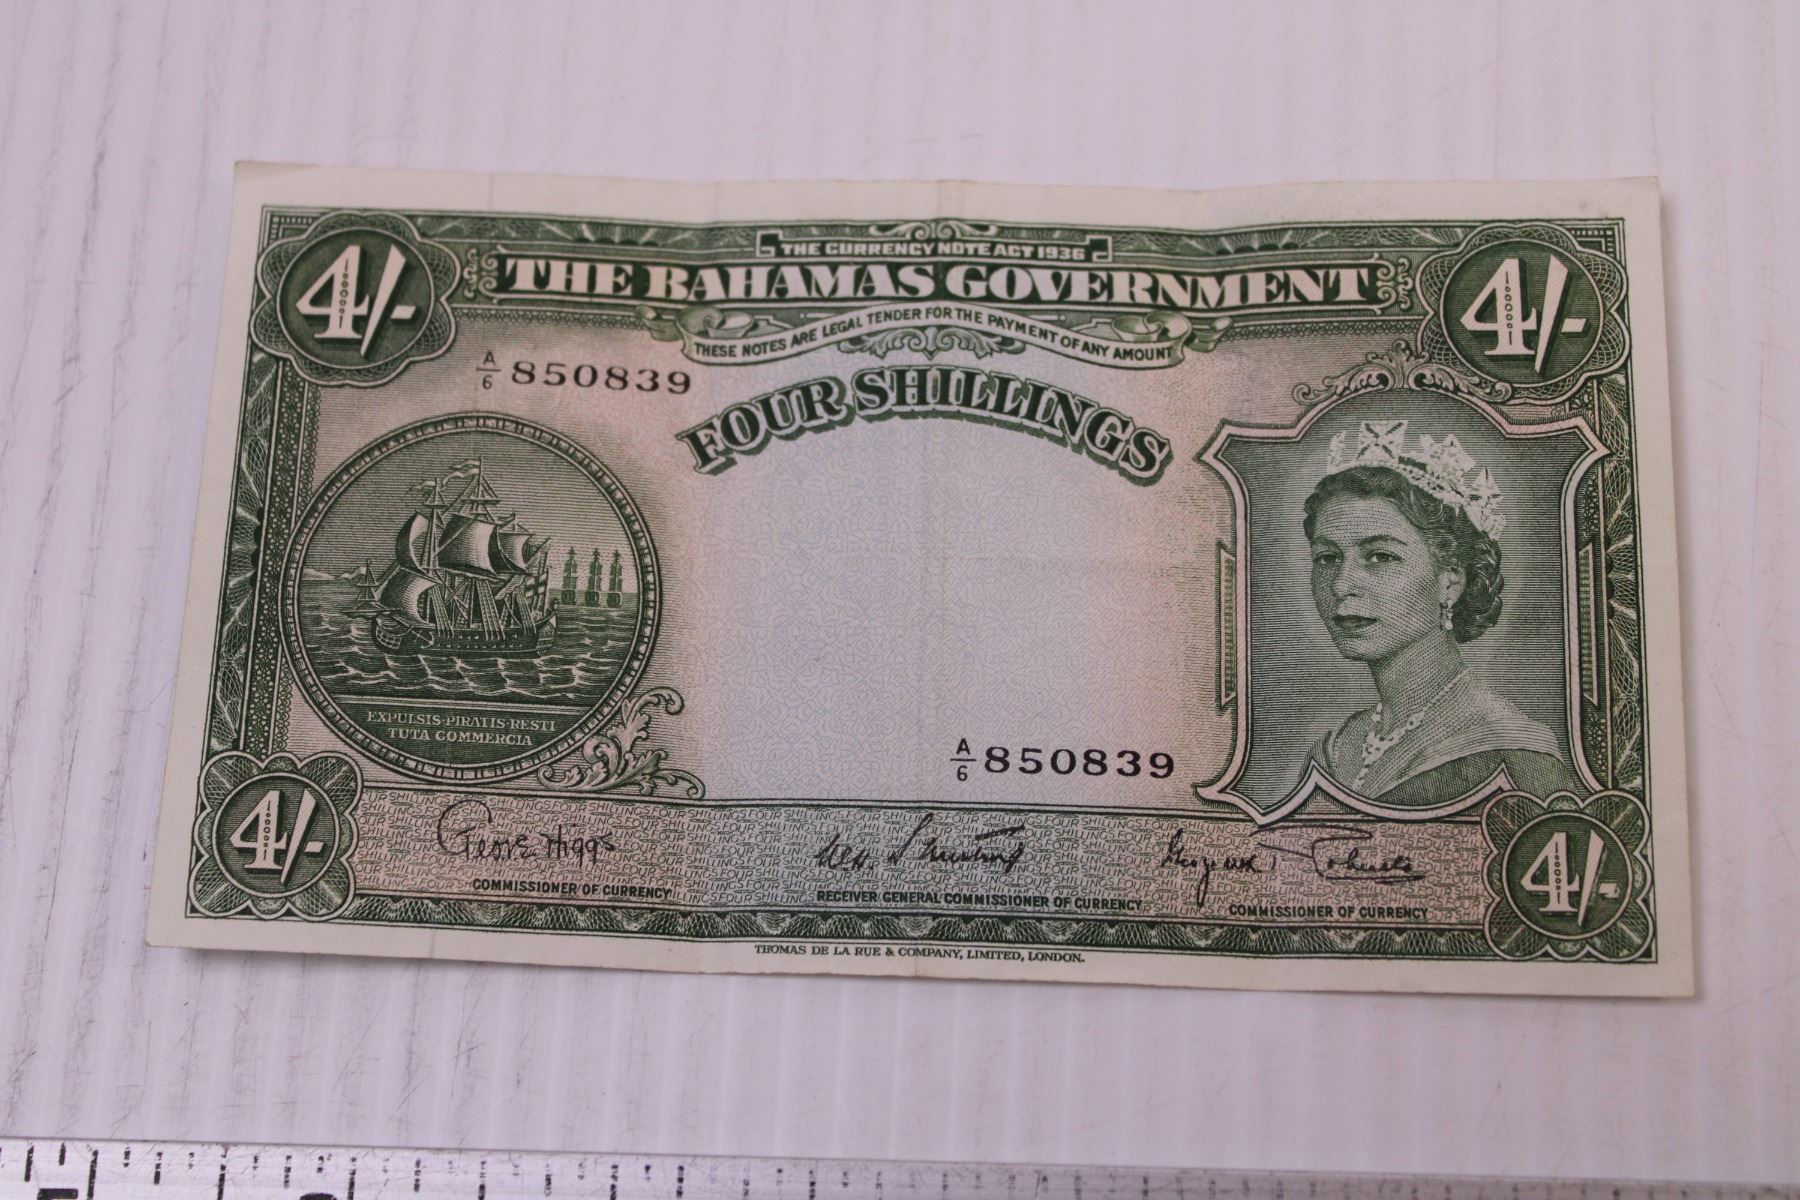 THE CURRENCY NOTE ACT 1936
4/- THE BAHAMAS GOVERNMENT 4/-
THESE NOTES ARE LEGAL TENDER FOR THE PAYMENT OF ANY AMOUNT
A/6 850839
FOUR SHILLINGS
EXPULSIS·PIRATIS·RESTI
TUTA COMMERCIA
A/6 850839
4/- 4/-
Geo W. Higgs
COMMISSIONER OF CURRENCY
RECEIVER GENERAL COMMISSIONER OF CURRENCY
COMMISSIONER OF CURRENCY
THOMAS DE LA RUE & COMPANY, LIMITED, LONDON.